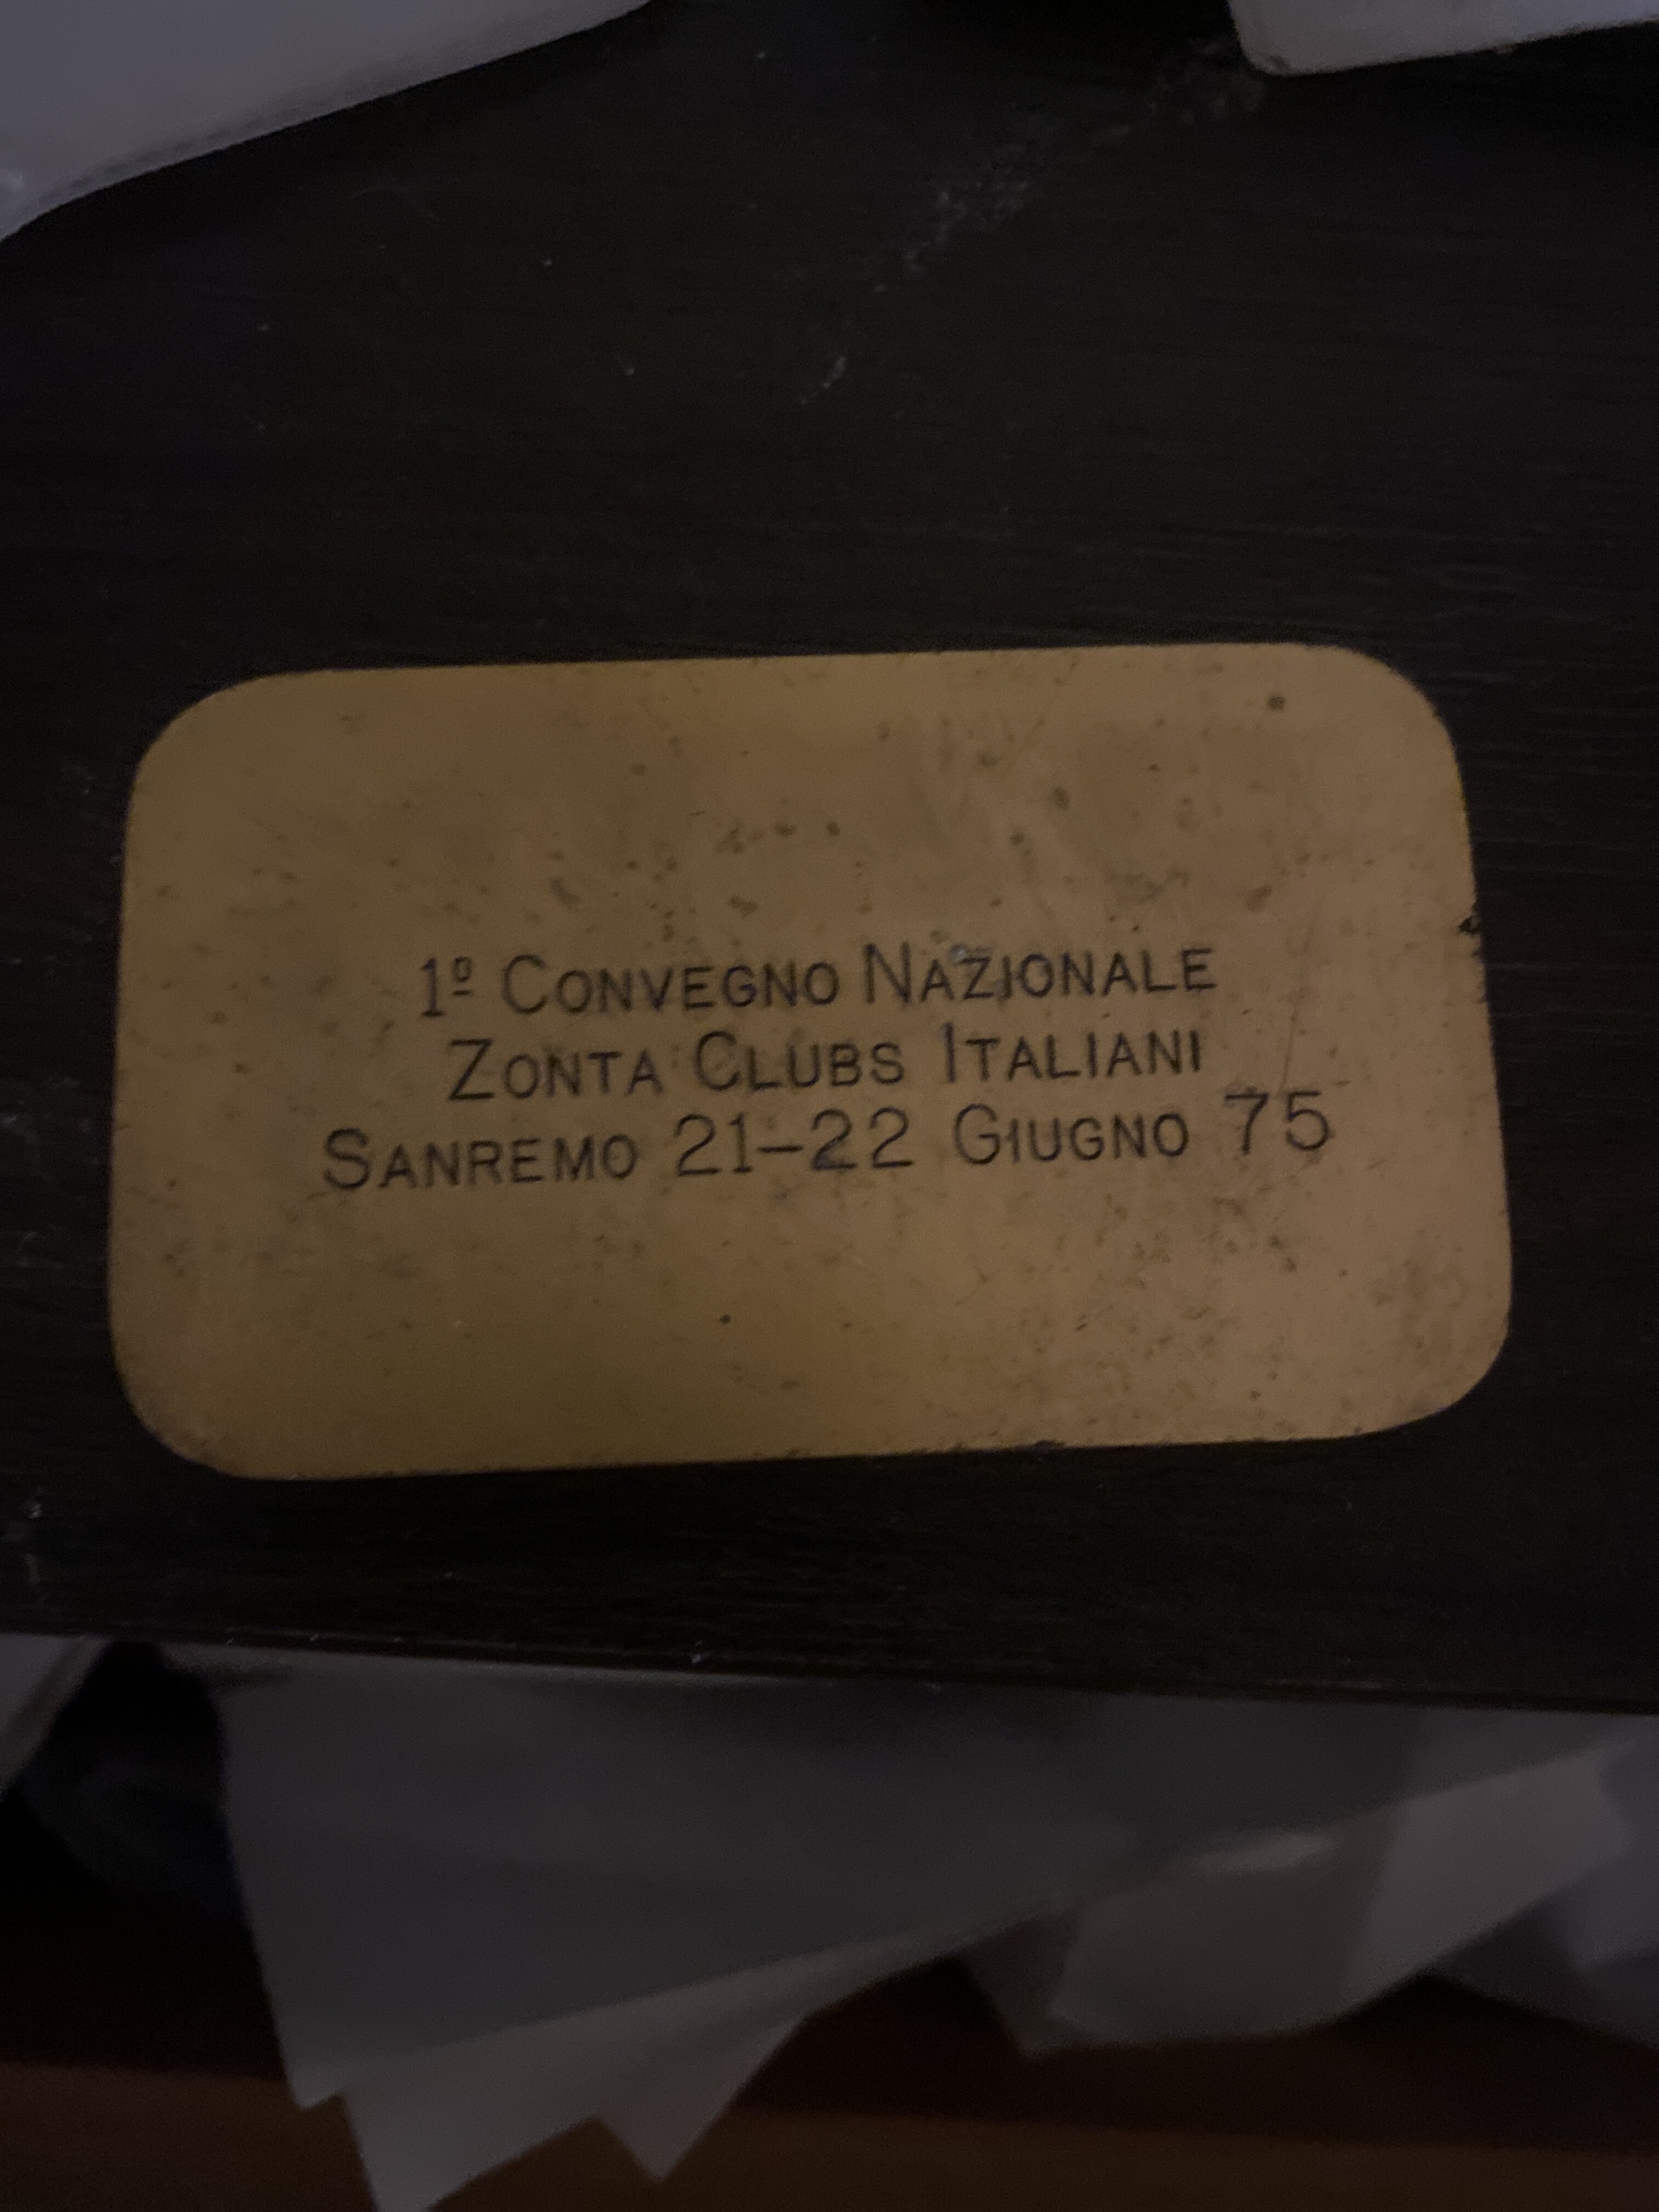 1º Convegno Nazionale
Zonta Clubs Italiani
Sanremo 21-22 Giugno 75